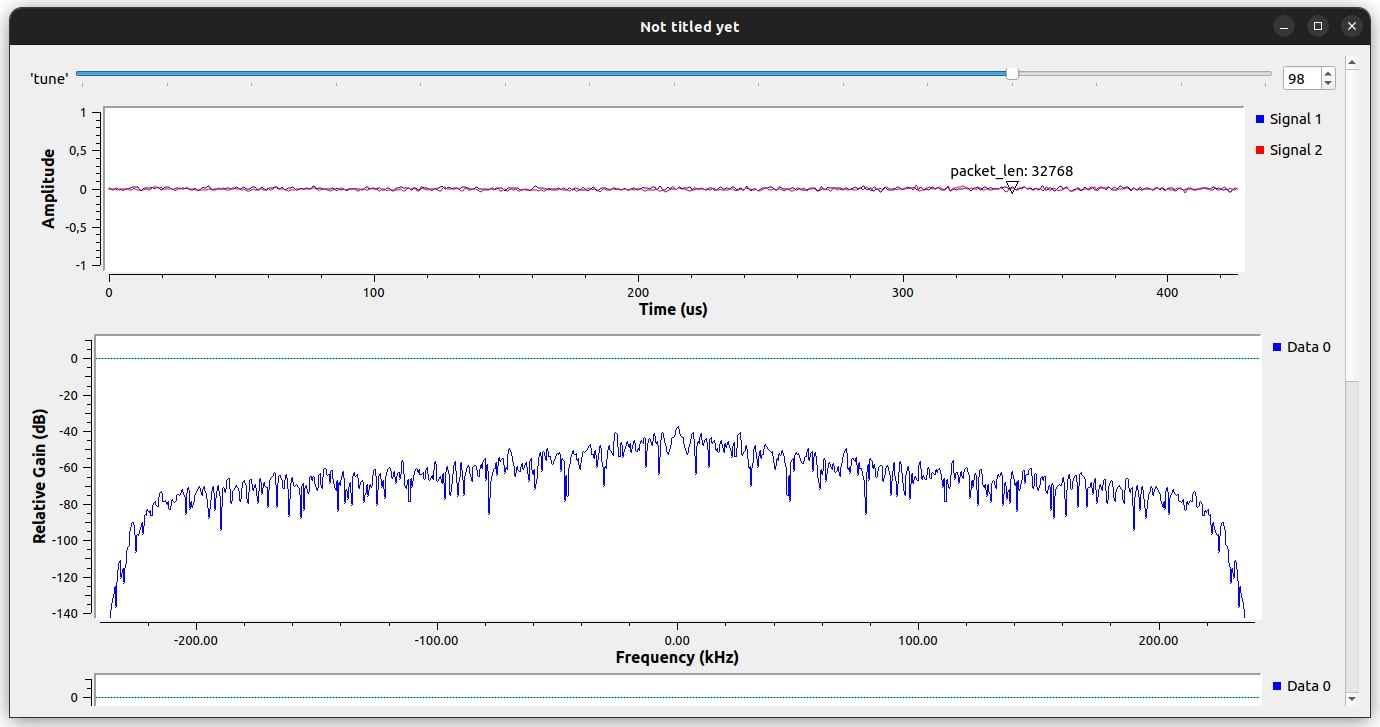 Not titled yet
'tune'
98
1
0,5
0
-0,5
-1
Amplitude
packet_len: 32768
Signal 1
Signal 2
0 100 200 300 400
Time (us)
0
-20
-40
-60
-80
-100
-120
-140
Relative Gain (dB)
Data 0
-200.00 -100.00 0.00 100.00 200.00
Frequency (kHz)
0
Data 0